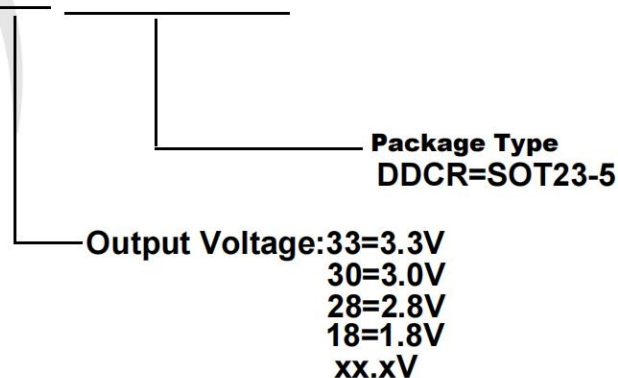 Package Type
DDCR=SOT23-5
Output Voltage:33=3.3V
30=3.0V
28=2.8V
18=1.8V
xx.xV